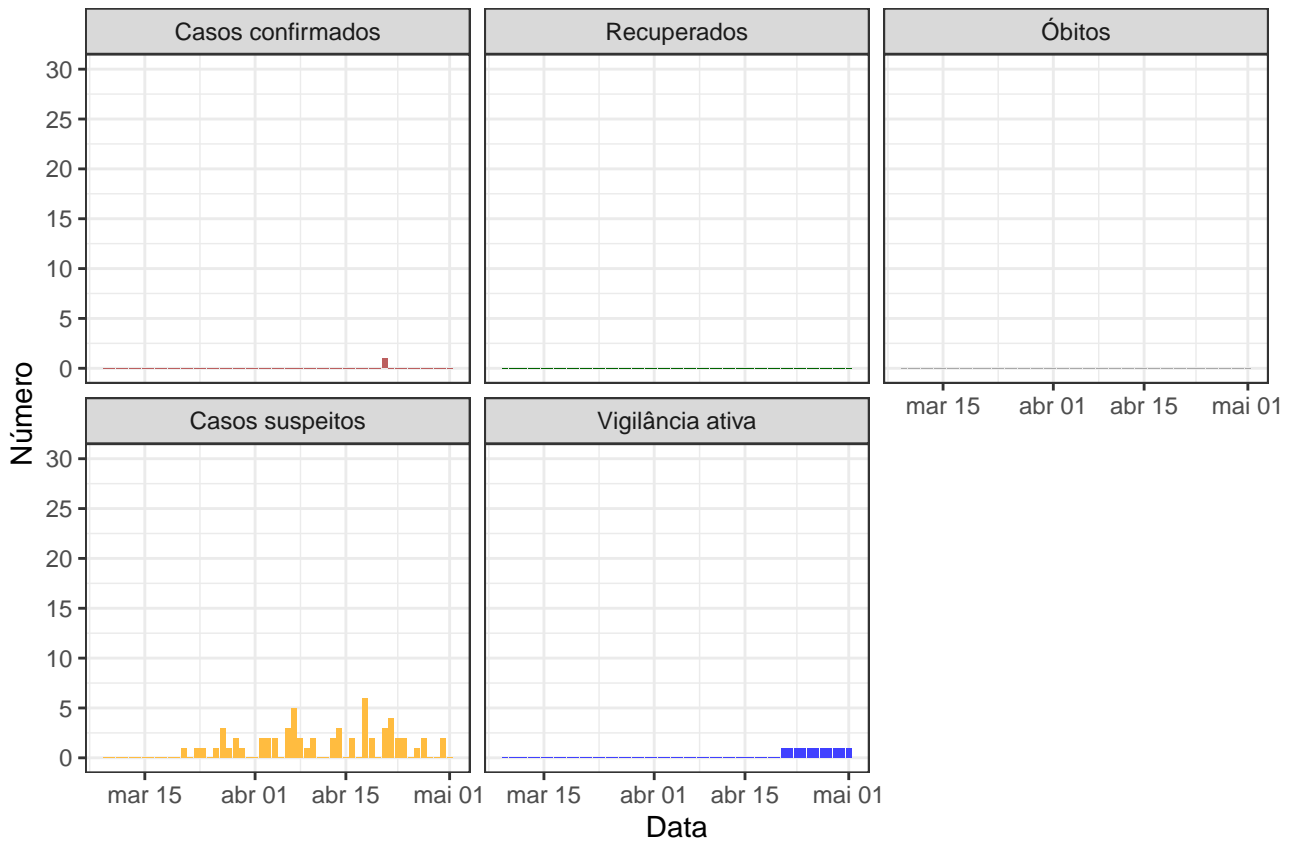 Casos confirmados
Recuperados
Óbitos
30
25
20
15
10
5
0
mar 15 abr 01 abr 15 mai 01
Número
Casos suspeitos
Vigilância ativa
30
25
20
15
10
5
0
mar 15 abr 01 abr 15 mai 01
mar 15 abr 01 abr 15 mai 01
Data